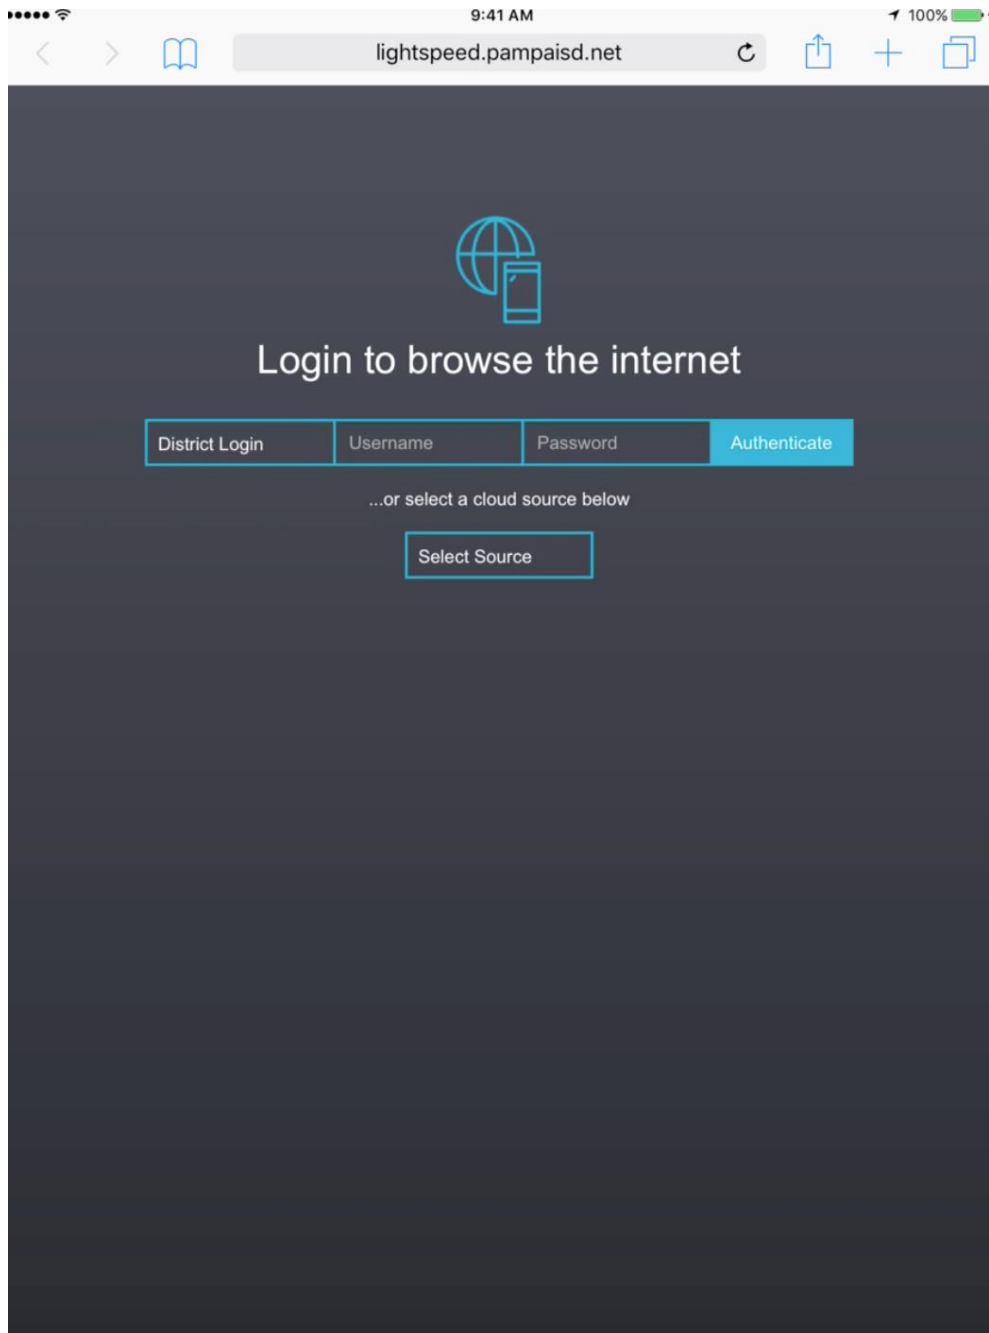 9:41 AM
100%
lightspeed.pampaisd.net
Login to browse the internet
District Login Username Password Authenticate
...or select a cloud source below
Select Source